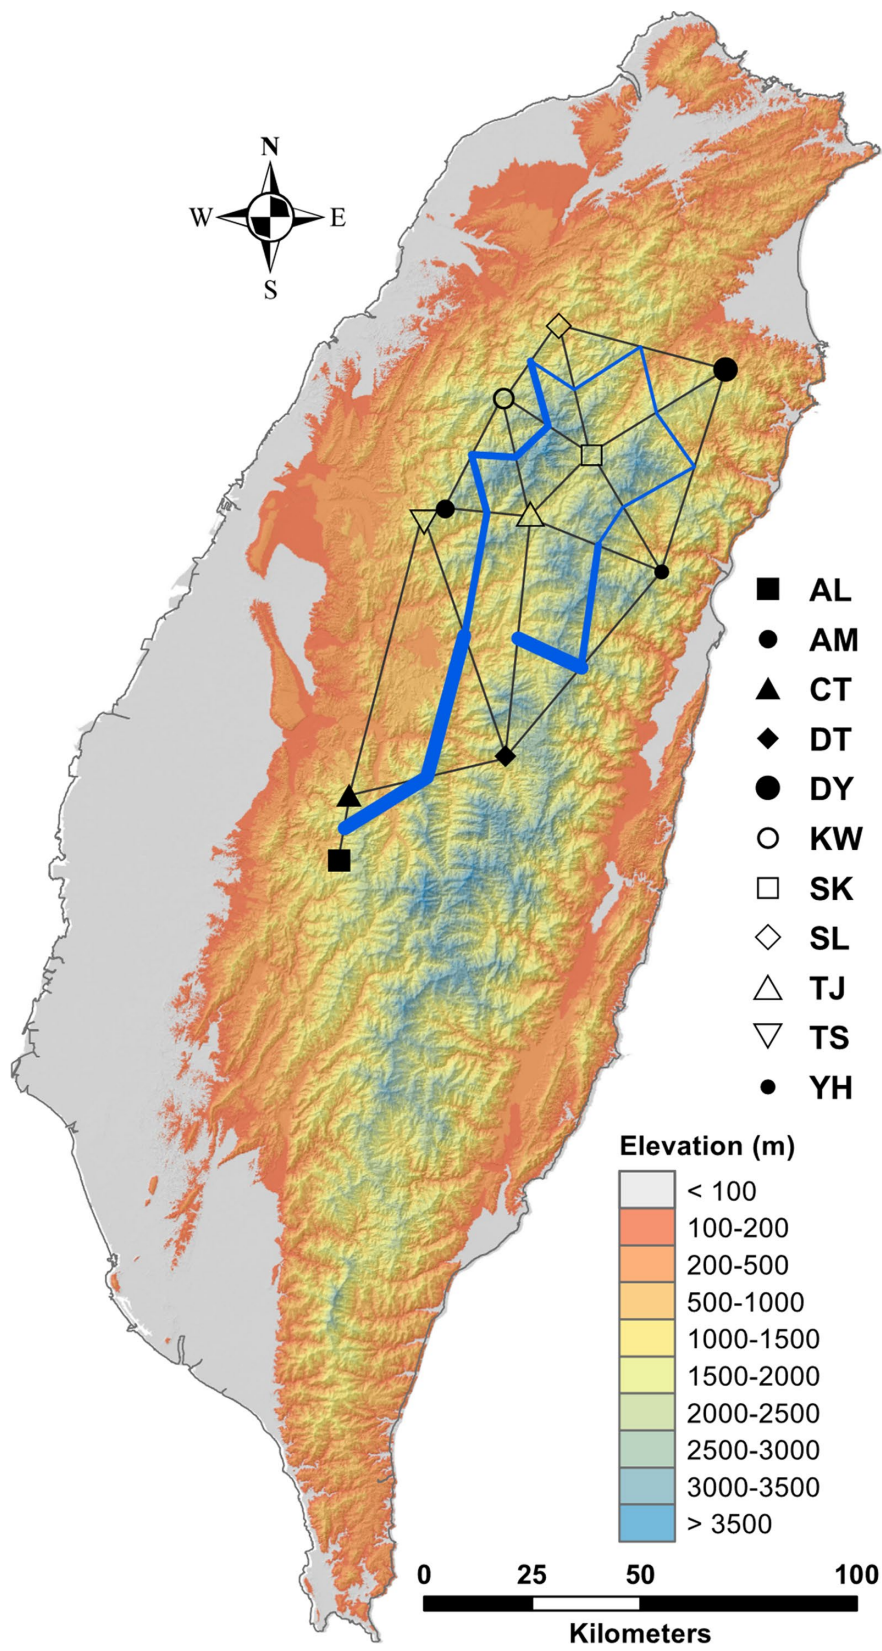 N
W E
S
AL
AM
CT
DT
DY
KW
SK
SL
TJ
TS
YH
Elevation (m)
< 100
100-200
200-500
500-1000
1000-1500
1500-2000
2000-2500
2500-3000
3000-3500
> 3500
0 25 50 100
Kilometers